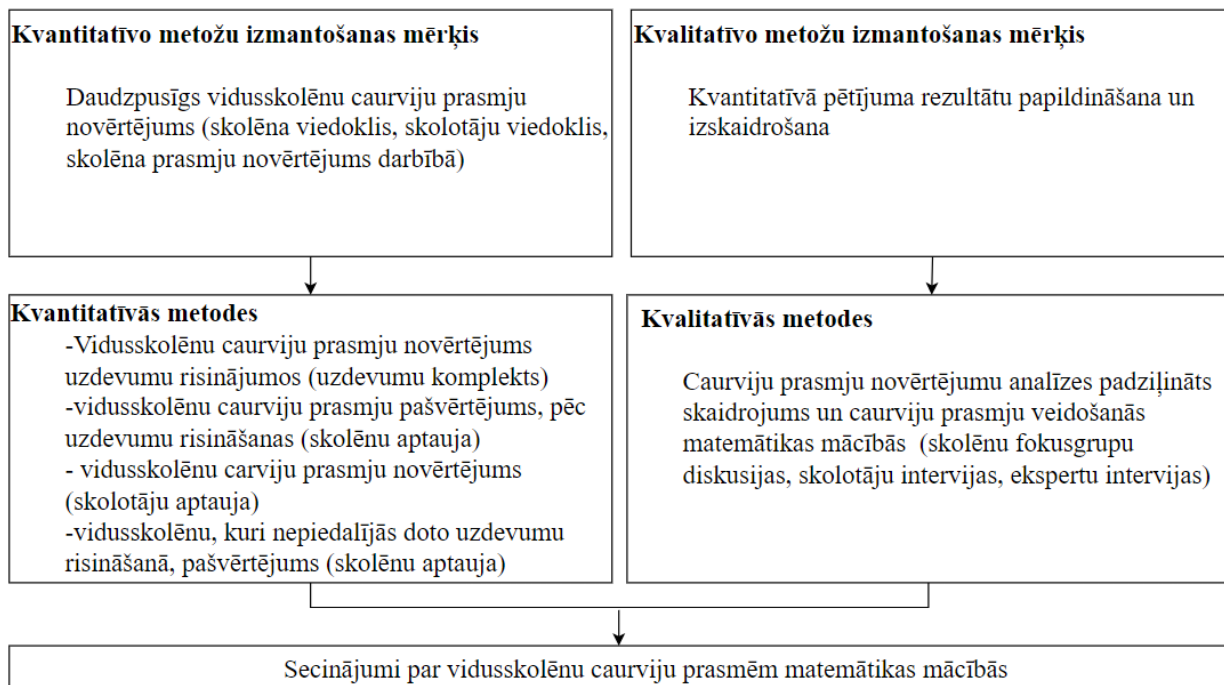 Kvantitatīvo metožu izmantošanas mērķis
Daudzpusīgs vidusskolēnu caurviju prasmju
novērtējums (skolēna viedoklis, skolotāju viedoklis,
skolēna prasmju novērtējums darbībā)
Kvalitatīvo metožu izmantošanas mērķis
Kvantitatīvā pētījuma rezultātu papildināšana un
izskaidrošana
Kvantitatīvās metodes
-Vidusskolēnu caurviju prasmju novērtējums
uzdevumu risinājumos (uzdevumu komplekts)
-vidusskolēnu caurviju prasmju pašvērtējums, pēc
uzdevumu risināšanas (skolēnu aptauja)
- vidusskolēnu carviju prasmju novērtējums
(skolotāju aptauja)
-vidusskolēnu, kuri nepiedalījās doto uzdevumu
risināšanā, pašvērtējums (skolēnu aptauja)
Kvalitatīvās metodes
Caurviju prasmju novērtējumu analīzes padziļināts
skaidrojums un caurviju prasmju veidošanās
matemātikas mācībās (skolēnu fokusgrupu
diskusijas, skolotāju intervijas, ekspertu intervijas)
Secinājumi par vidusskolēnu caurviju prasmēm matemātikas mācībās